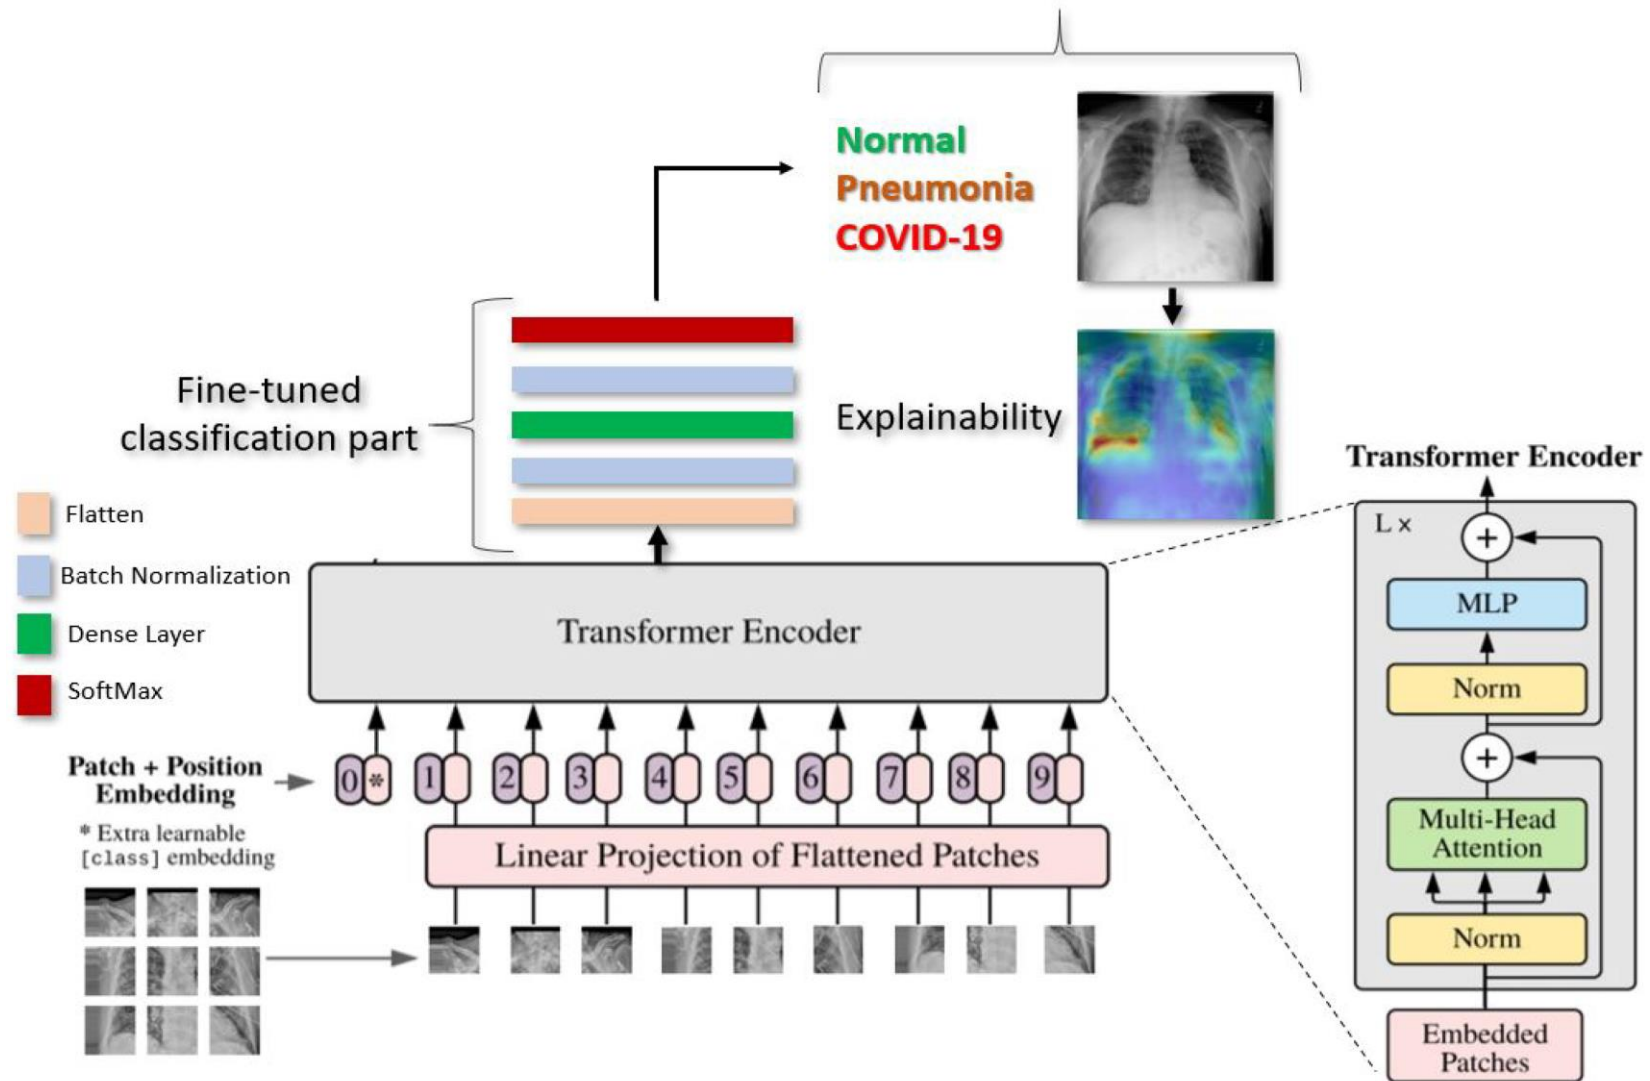 Normal
Pneumonia
COVID-19
Fine-tuned
classification part
Explainability
Flatten
Batch Normalization
Dense Layer
SoftMax
Transformer Encoder
Patch + Position
Embedding
0 * 1 2 3 4 5 6 7 8 9
* Extra learnable
[class] embedding
Linear Projection of Flattened Patches
Transformer Encoder
L ×
+
MLP
Norm
+
Multi-Head
Attention
Norm
Embedded
Patches